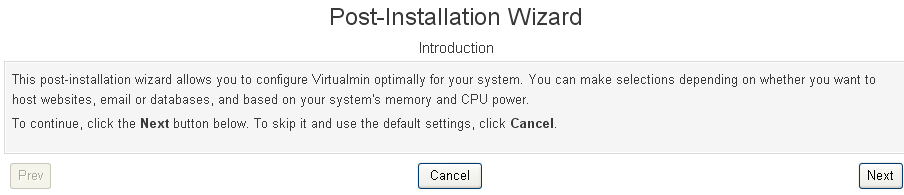 Post-Installation Wizard
Introduction
This post-installation wizard allows you to configure Virtualmin optimally for your system. You can make selections depending on whether you want to
host websites, email or databases, and based on your system's memory and CPU power.
To continue, click the Next button below. To skip it and use the default settings, click Cancel.
Prev Cancel Next